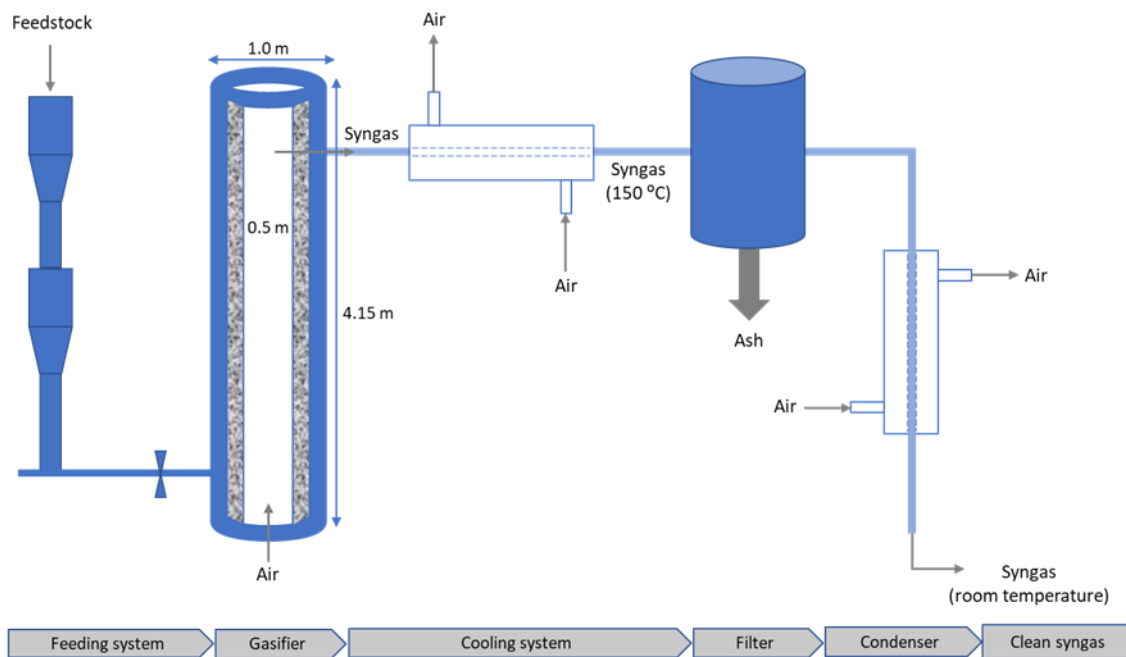 Feedstock
1.0 m
Air
Syngas
Syngas
(150 ⁰C)
0.5 m
Air
4.15 m
Ash
Air
Air
Air
Syngas
(room temperature)
Feeding system
Gasifier
Cooling system
Filter
Condenser
Clean syngas